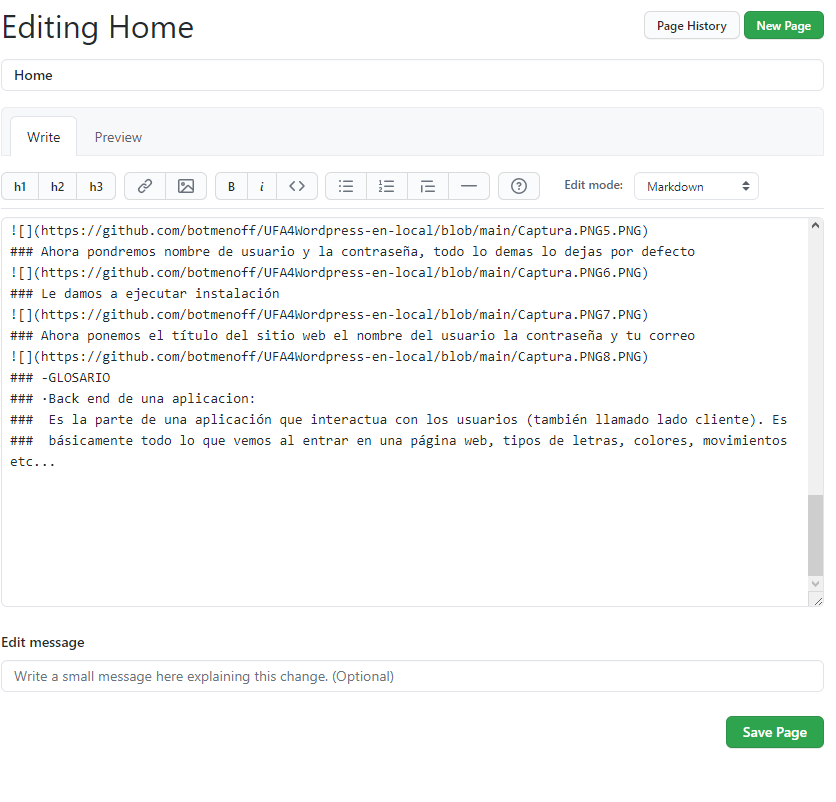 Editing Home
Page History
New Page
Home
Write
Preview
h1 h2 h3
B i <>
Edit mode:
Markdown
![](https://github.com/botmenoff/UFA4Wordpress-en-local/blob/main/Captura.PNG5.PNG)
### Ahora pondremos nombre de usuario y la contraseña, todo lo demas lo dejas por defecto
![](https://github.com/botmenoff/UFA4Wordpress-en-local/blob/main/Captura.PNG6.PNG)
### Le damos a ejecutar instalación
![](https://github.com/botmenoff/UFA4Wordpress-en-local/blob/main/Captura.PNG7.PNG)
### Ahora ponemos el título del sitio web el nombre del usuario la contraseña y tu correo
![](https://github.com/botmenoff/UFA4Wordpress-en-local/blob/main/Captura.PNG8.PNG)
### -GLOSARIO
### ·Back end de una aplicacion:
###  Es la parte de una aplicación que interactua con los usuarios (también llamado lado cliente). Es
###  básicamente todo lo que vemos al entrar en una página web, tipos de letras, colores, movimientos
etc...
Edit message
Write a small message here explaining this change. (Optional)
Save Page